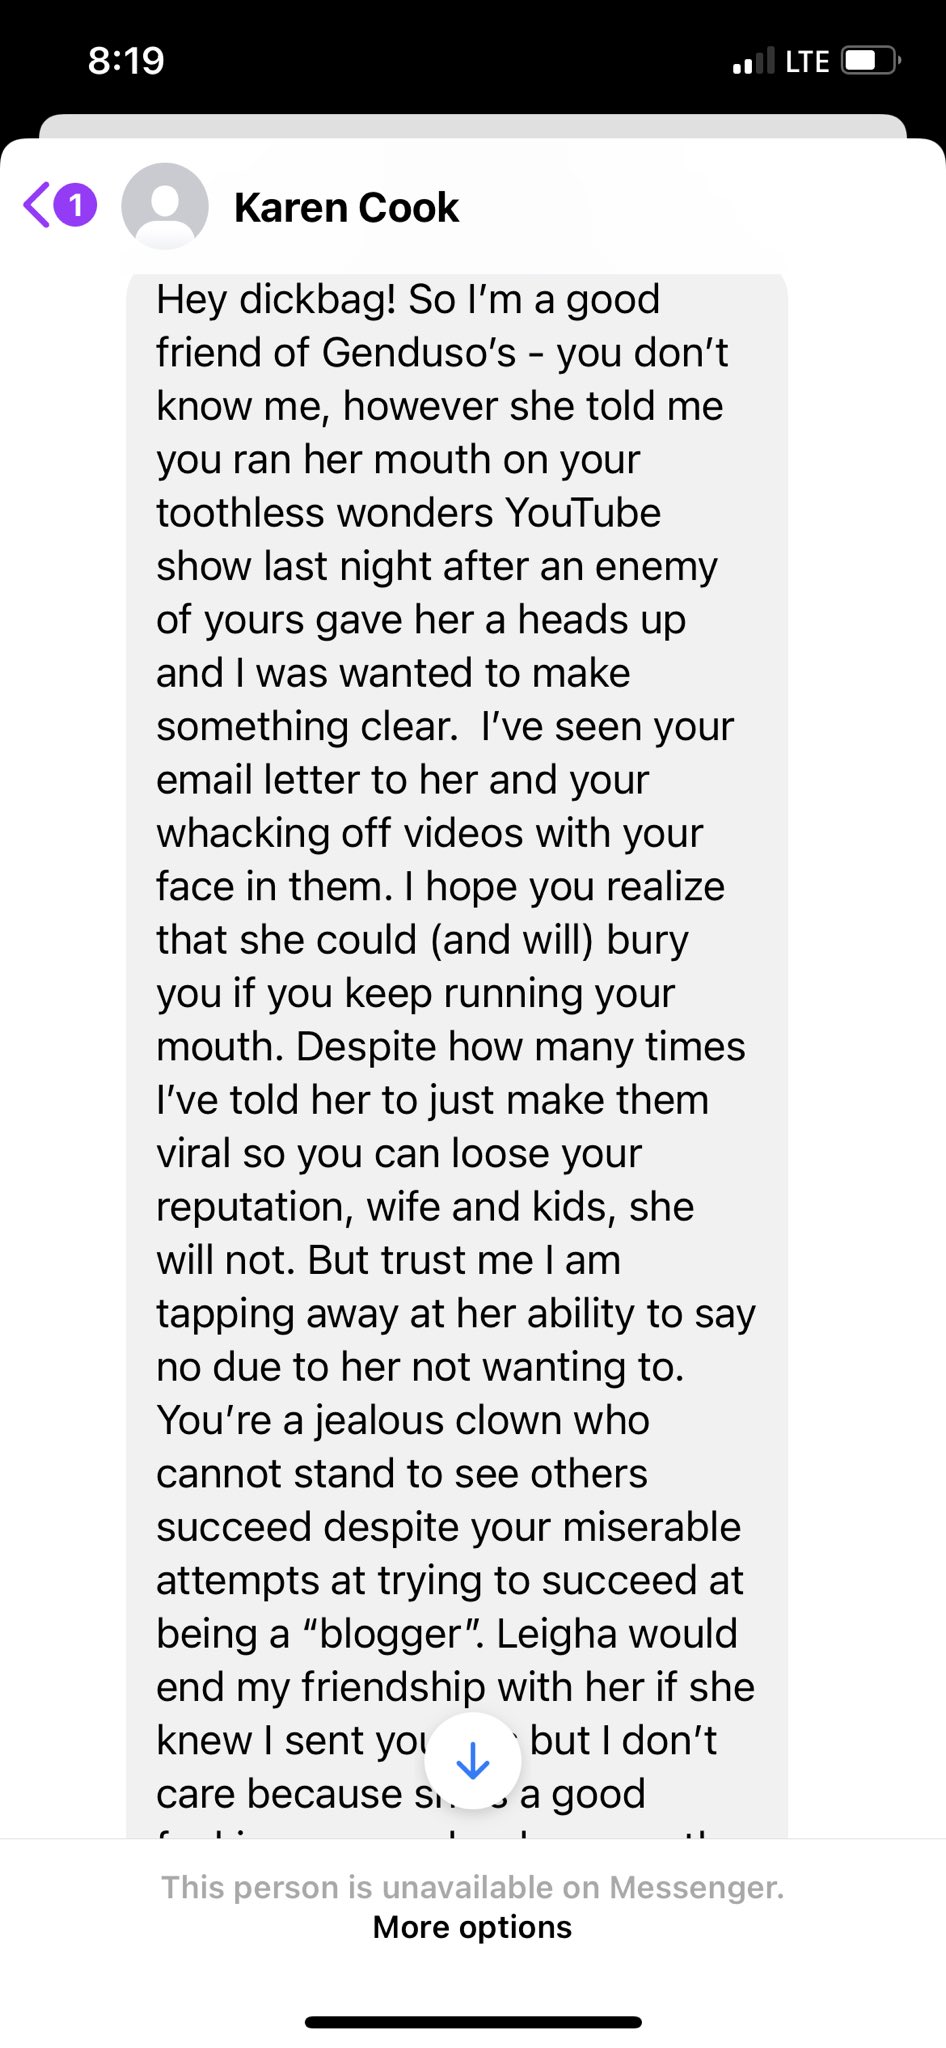 8:19
LTE
1
Karen Cook
Hey dickbag! So I’m a good
friend of Genduso’s - you don’t
know me, however she told me
you ran her mouth on your
toothless wonders YouTube
show last night after an enemy
of yours gave her a heads up
and I was wanted to make
something clear.  I’ve seen your
email letter to her and your
whacking off videos with your
face in them. I hope you realize
that she could (and will) bury
you if you keep running your
mouth. Despite how many times
I’ve told her to just make them
viral so you can loose your
reputation, wife and kids, she
will not. But trust me I am
tapping away at her ability to say
no due to her not wanting to.
You’re a jealous clown who
cannot stand to see others
succeed despite your miserable
attempts at trying to succeed at
being a “blogger”. Leigha would
end my friendship with her if she
knew I sent but I don’t
care because a good
This person is unavailable on Messenger.
More options